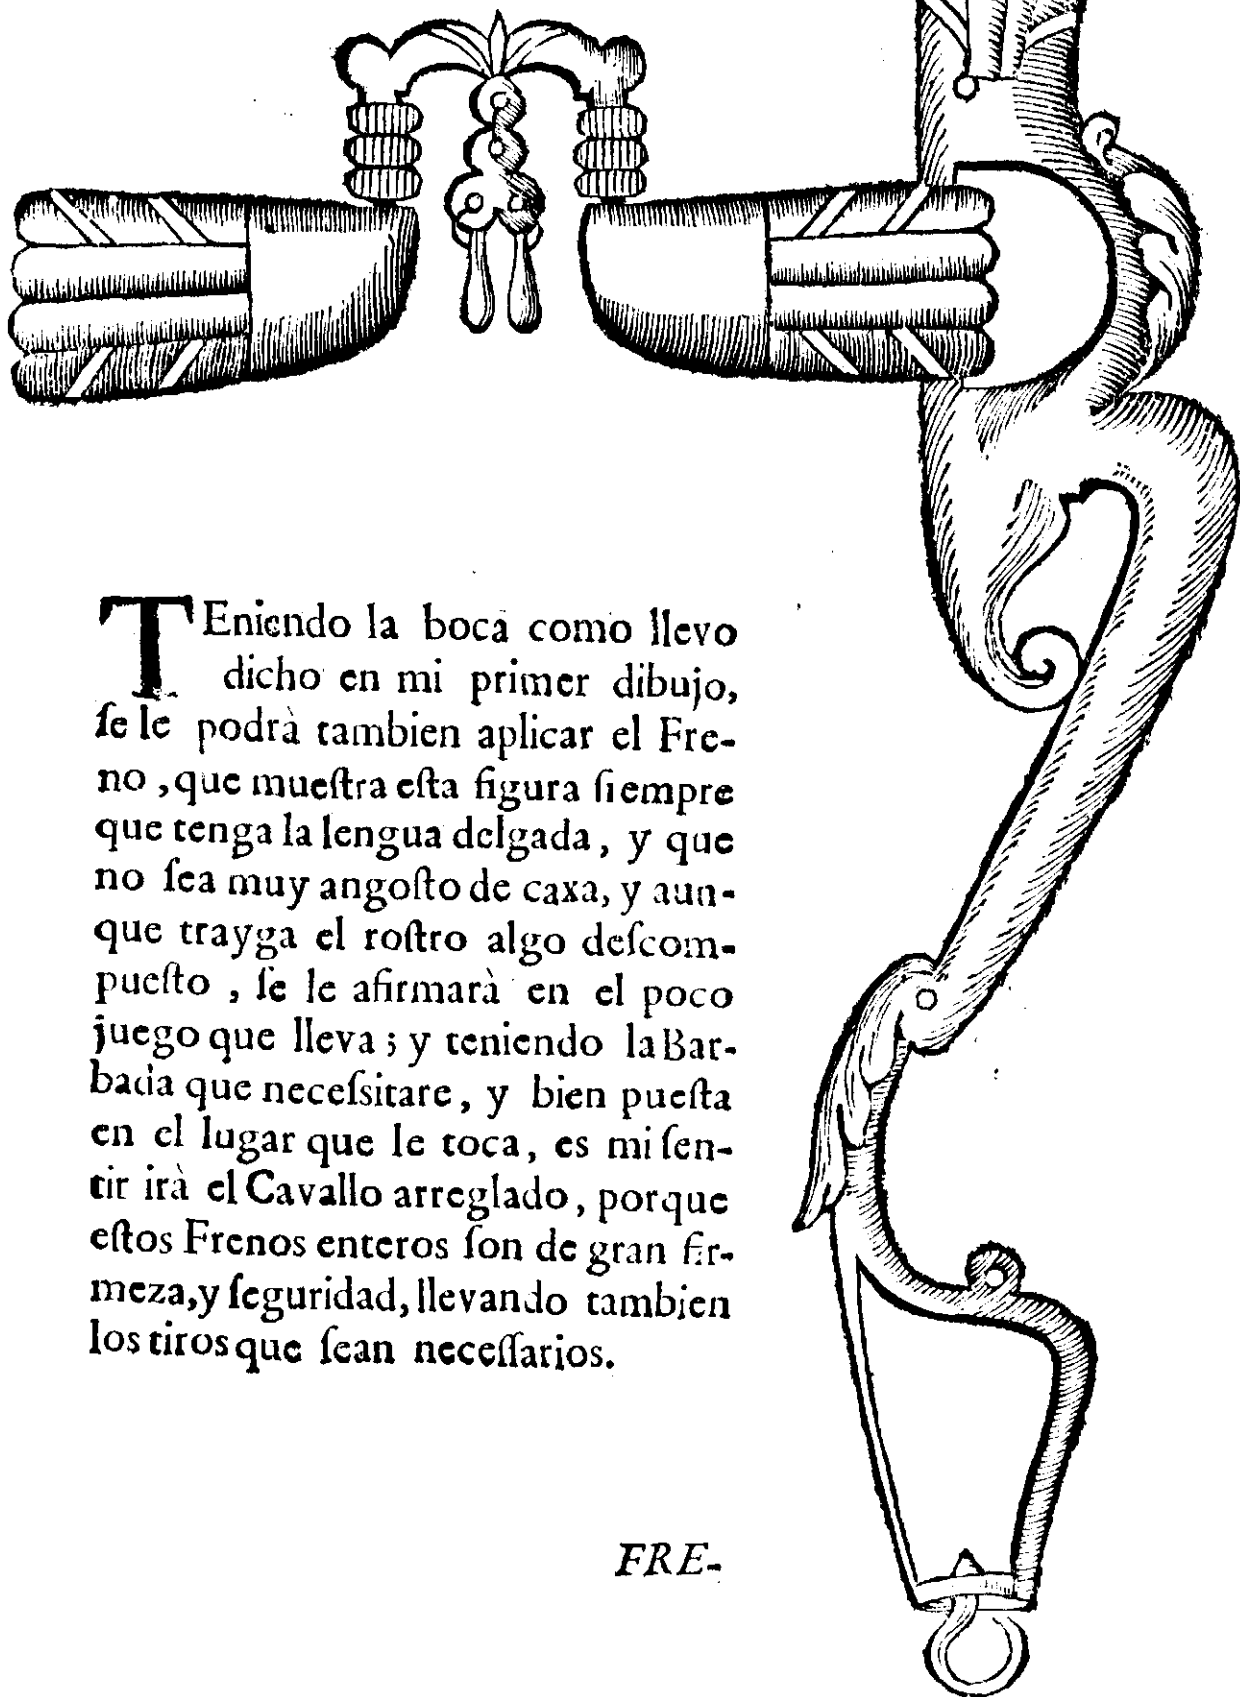 TEniendo la boca como llevo
dicho en mi primer dibujo,
ſe le podrà tambien aplicar el Fre-
no, que mueſtra eſta figura ſiempre
que tenga la lengua delgada, y que
no ſea muy angoſto de caxa, y aun-
que trayga el roſtro algo deſcom-
pueſto, ſe le afirmarà en el poco
juego que lleva; y teniendo la Bar-
bada que neceſsitare, y bien pueſta
en el lugar que le toca, es mi ſen-
tir irà el Cavallo arreglado, porque
eſtos Frenos enteros ſon de gran fir-
meza, y ſeguridad, llevando tambien
los tiros que ſean neceſſarios.
FRE-